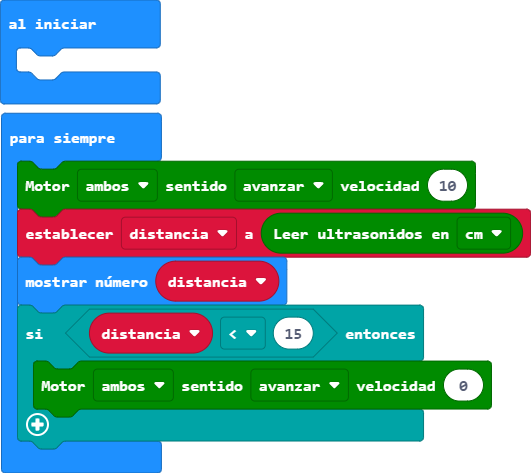 al iniciar
para siempre
Motor ambos sentido avanzar velocidad 10
establecer distancia a Leer ultrasonidos en cm
mostrar número distancia
si distancia < 15 entonces
Motor ambos sentido avanzar velocidad 0